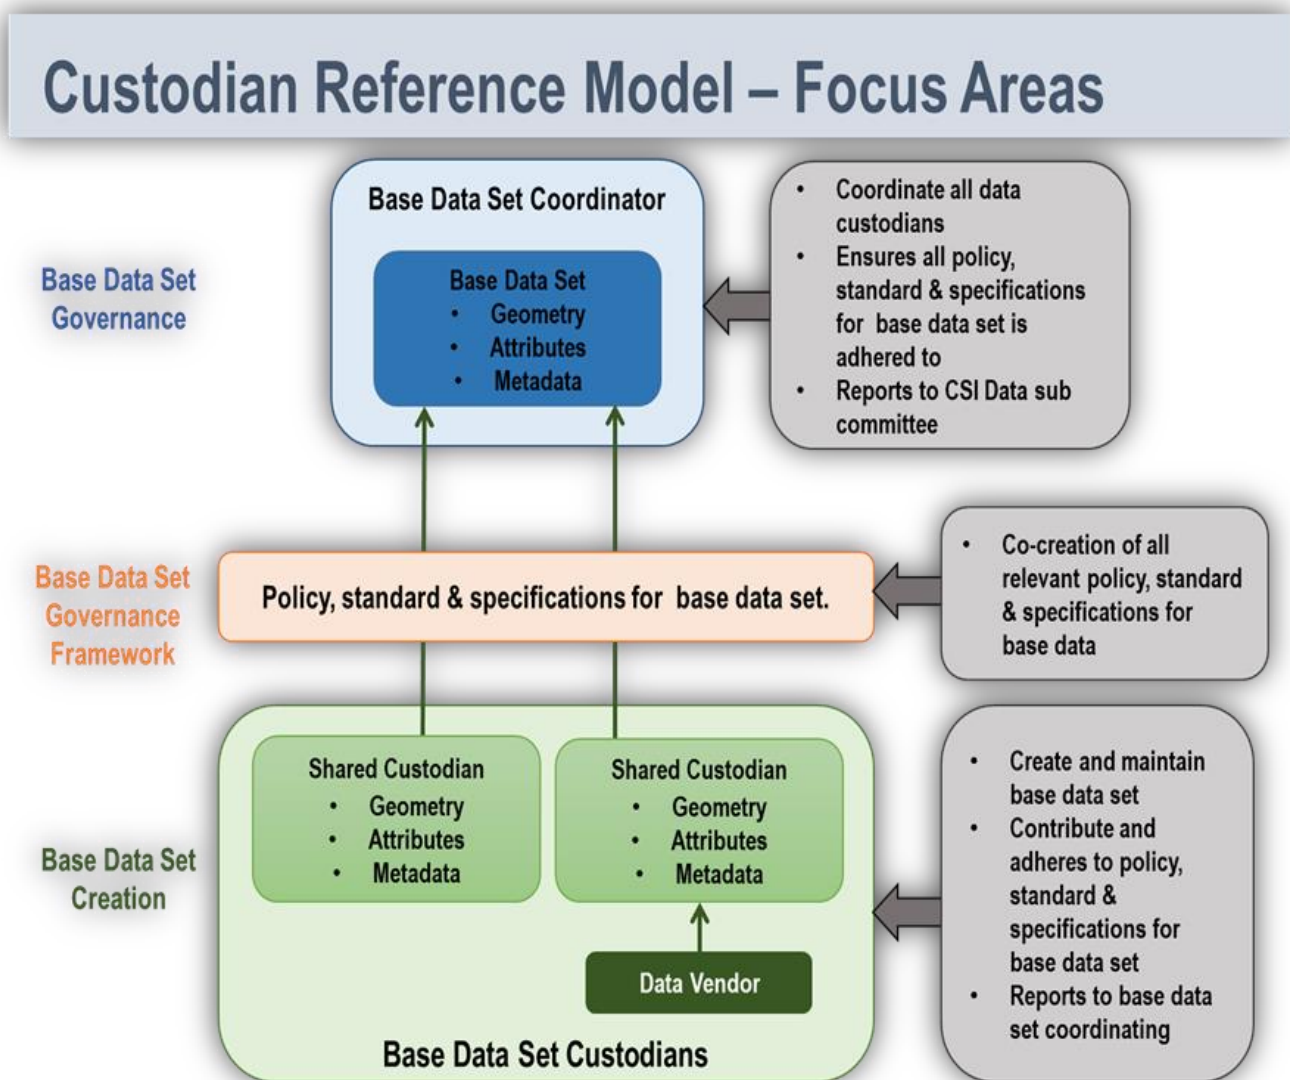 Custodian Reference Model – Focus Areas
Base Data Set
Governance
Base Data Set Coordinator
Base Data Set
• Geometry
• Attributes
• Metadata
• Coordinate all data
custodians
• Ensures all policy,
standard & specifications
for base data set is
adhered to
• Reports to CSI Data sub
committee
Base Data Set
Governance
Framework
Policy, standard & specifications for base data set.
• Co-creation of all
relevant policy, standard
& specifications for
base data
Base Data Set
Creation
Shared Custodian
• Geometry
• Attributes
• Metadata
Shared Custodian
• Geometry
• Attributes
• Metadata
Data Vendor
Base Data Set Custodians
• Create and maintain
base data set
• Contribute and
adheres to policy,
standard &
specifications for
base data set
• Reports to base data
set coordinating